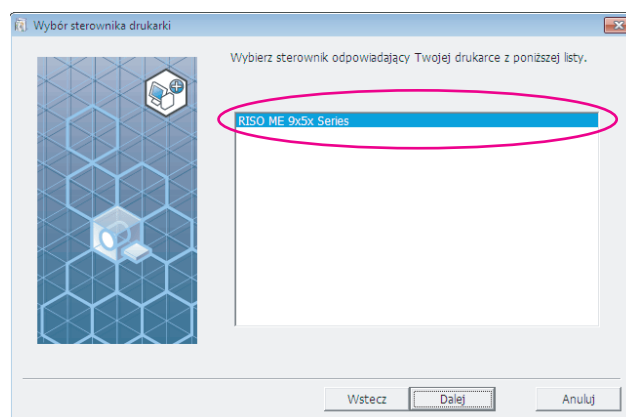 Wybór sterownika drukarki
Wybierz sterownik odpowiadający Twojej drukarce z poniższej listy.
RISO ME 9x5x Series
Wstecz Dalej Anuluj